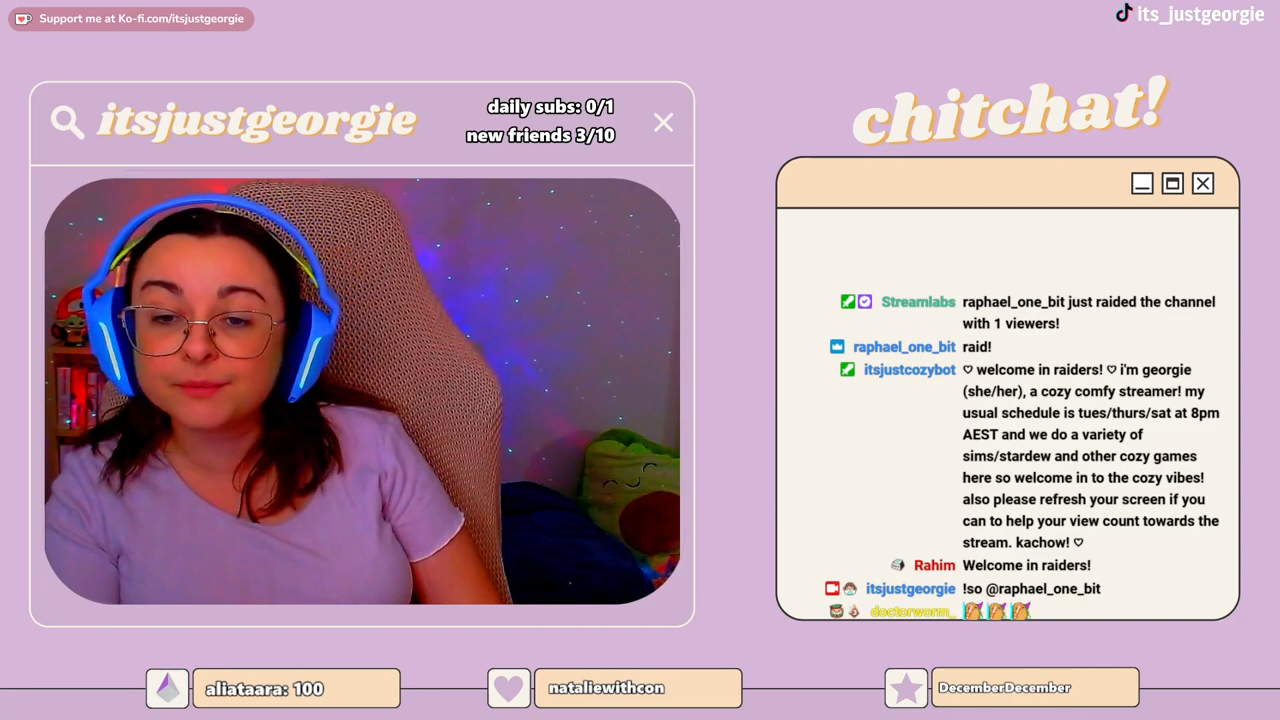 Support me at Ko-fi.com/itsjustgeorgie
its_justgeorgie
itsjustgeorgie
daily subs: 0/1
new friends 3/10
chitchat!
Streamlabs raphael_one_bit just raided the channel
with 1 viewers!
raphael_one_bit raid!
itsjustcozybot ♡ welcome in raiders! ♡ i'm georgie
(she/her), a cozy comfy streamer! my
usual schedule is tues/thurs/sat at 8pm
AEST and we do a variety of
sims/stardew and other cozy games
here so welcome in to the cozy vibes!
also please refresh your screen if you
can to help your view count towards the
stream. kachow! ♡
Rahim Welcome in raiders!
itsjustgeorgie !so @raphael_one_bit
doctorworm_
aliataara: 100
nataliewithcon
DecemberDecember